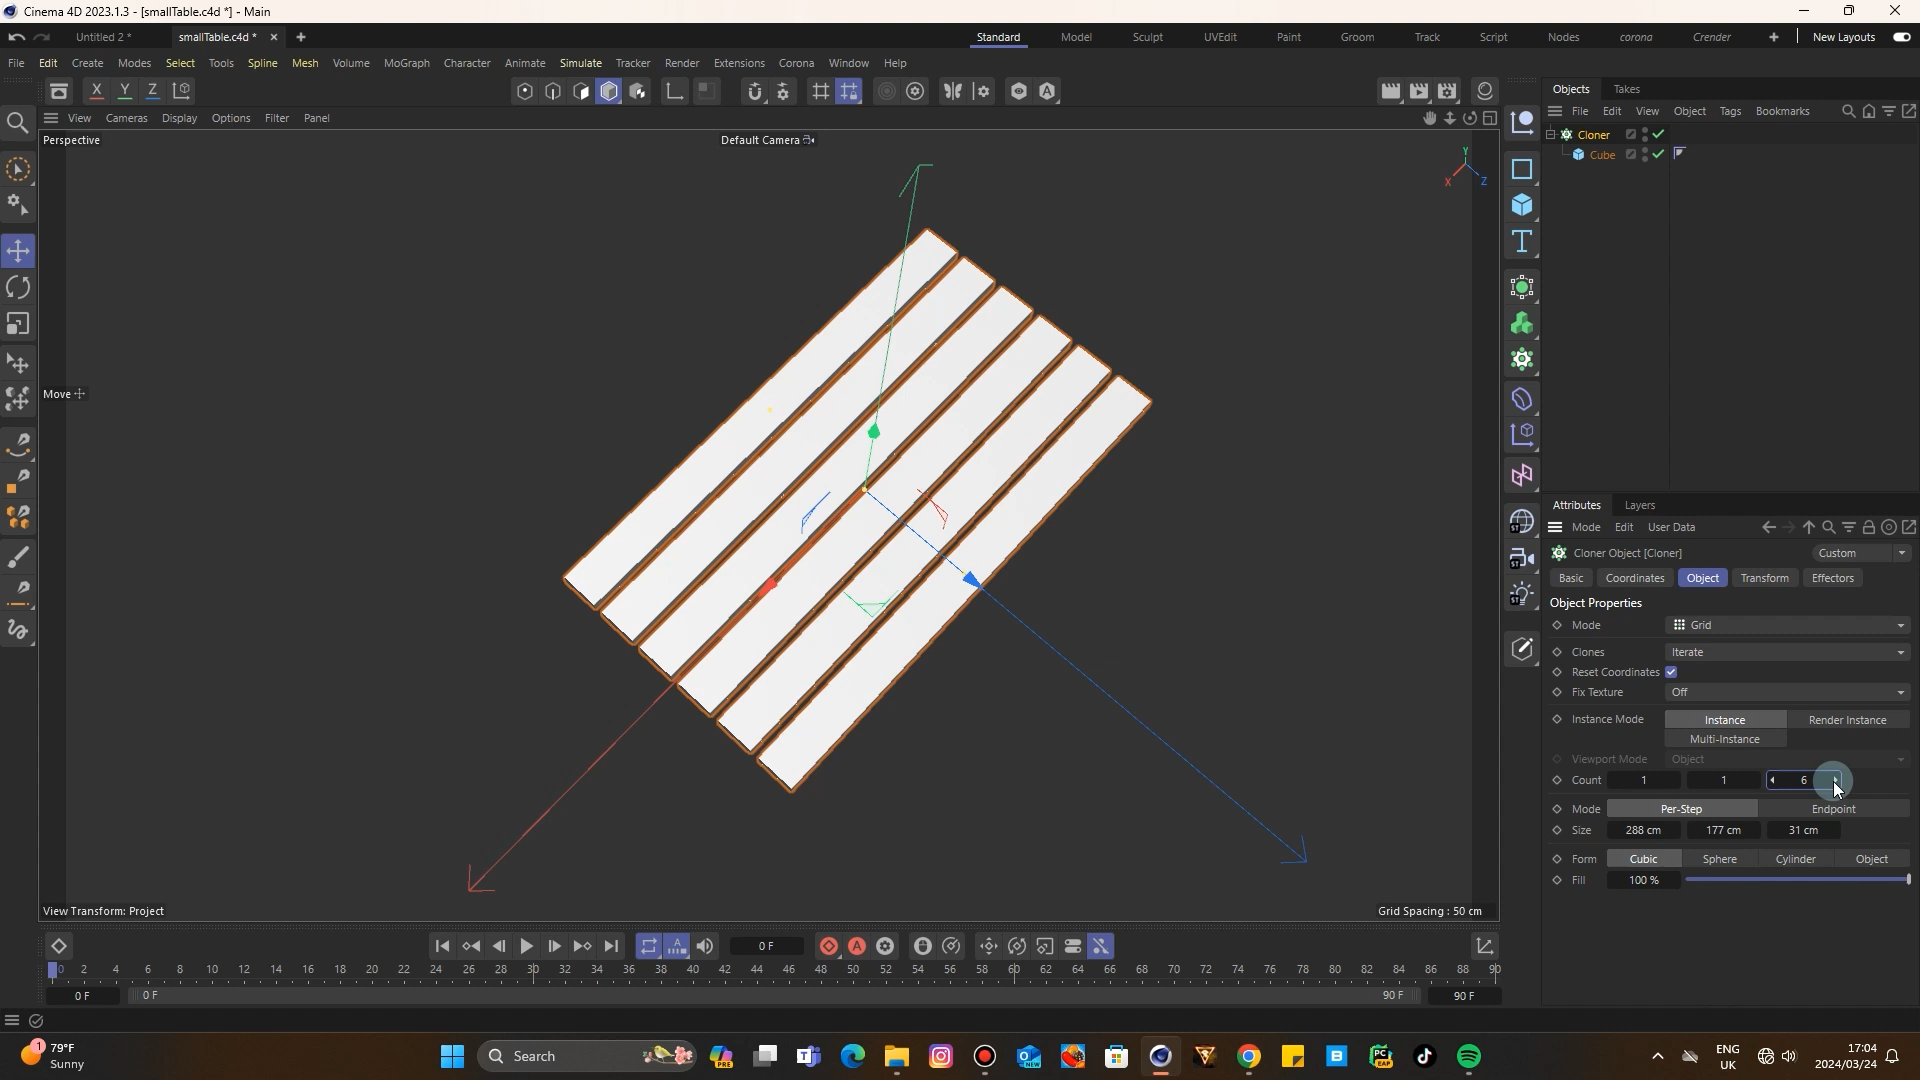 Cinema 4D 2023.1.3 - [smallTable.c4d *] - Main
Untitled 2 *
smallTable.c4d *
Standard Model Sculpt UVEdit Paint Groom Track Script Nodes corona Crender New Layouts
File Edit Create Modes Select Tools Spline Mesh Volume MoGraph Character Animate Simulate Tracker Render Extensions Corona Window Help
X Y Z
Objects Takes
File Edit View Object Tags Bookmarks
View Cameras Display Options Filter Panel
Perspective
Default Camera
Cloner
Cube
Y
X
Z
Move
Attributes Layers
Mode Edit User Data
Cloner Object [Cloner]
Custom
Basic Coordinates Object Transform Effectors
Object Properties
Mode Grid
Clones Iterate
Reset Coordinates
Fix Texture Off
Instance Mode Instance Render Instance
Multi-Instance
Viewport Mode Object
Count 1 1 6
Mode Per-Step Endpoint
Size 288 cm 177 cm 31 cm
Form Cubic Sphere Cylinder Object
Fill 100 %
View Transform: Project
Grid Spacing : 50 cm
0 F
0 2 4 6 8 10 12 14 16 18 20 22 24 26 28 30 32 34 36 38 40 42 44 46 48 50 52 54 56 58 60 62 64 66 68 70 72 74 76 78 80 82 84 86 88 90
0 F 0 F 90 F 90 F
1
79°F
Sunny
Search
PRE
NEW
PC
EAP
ENG
UK
17:04
2024/03/24